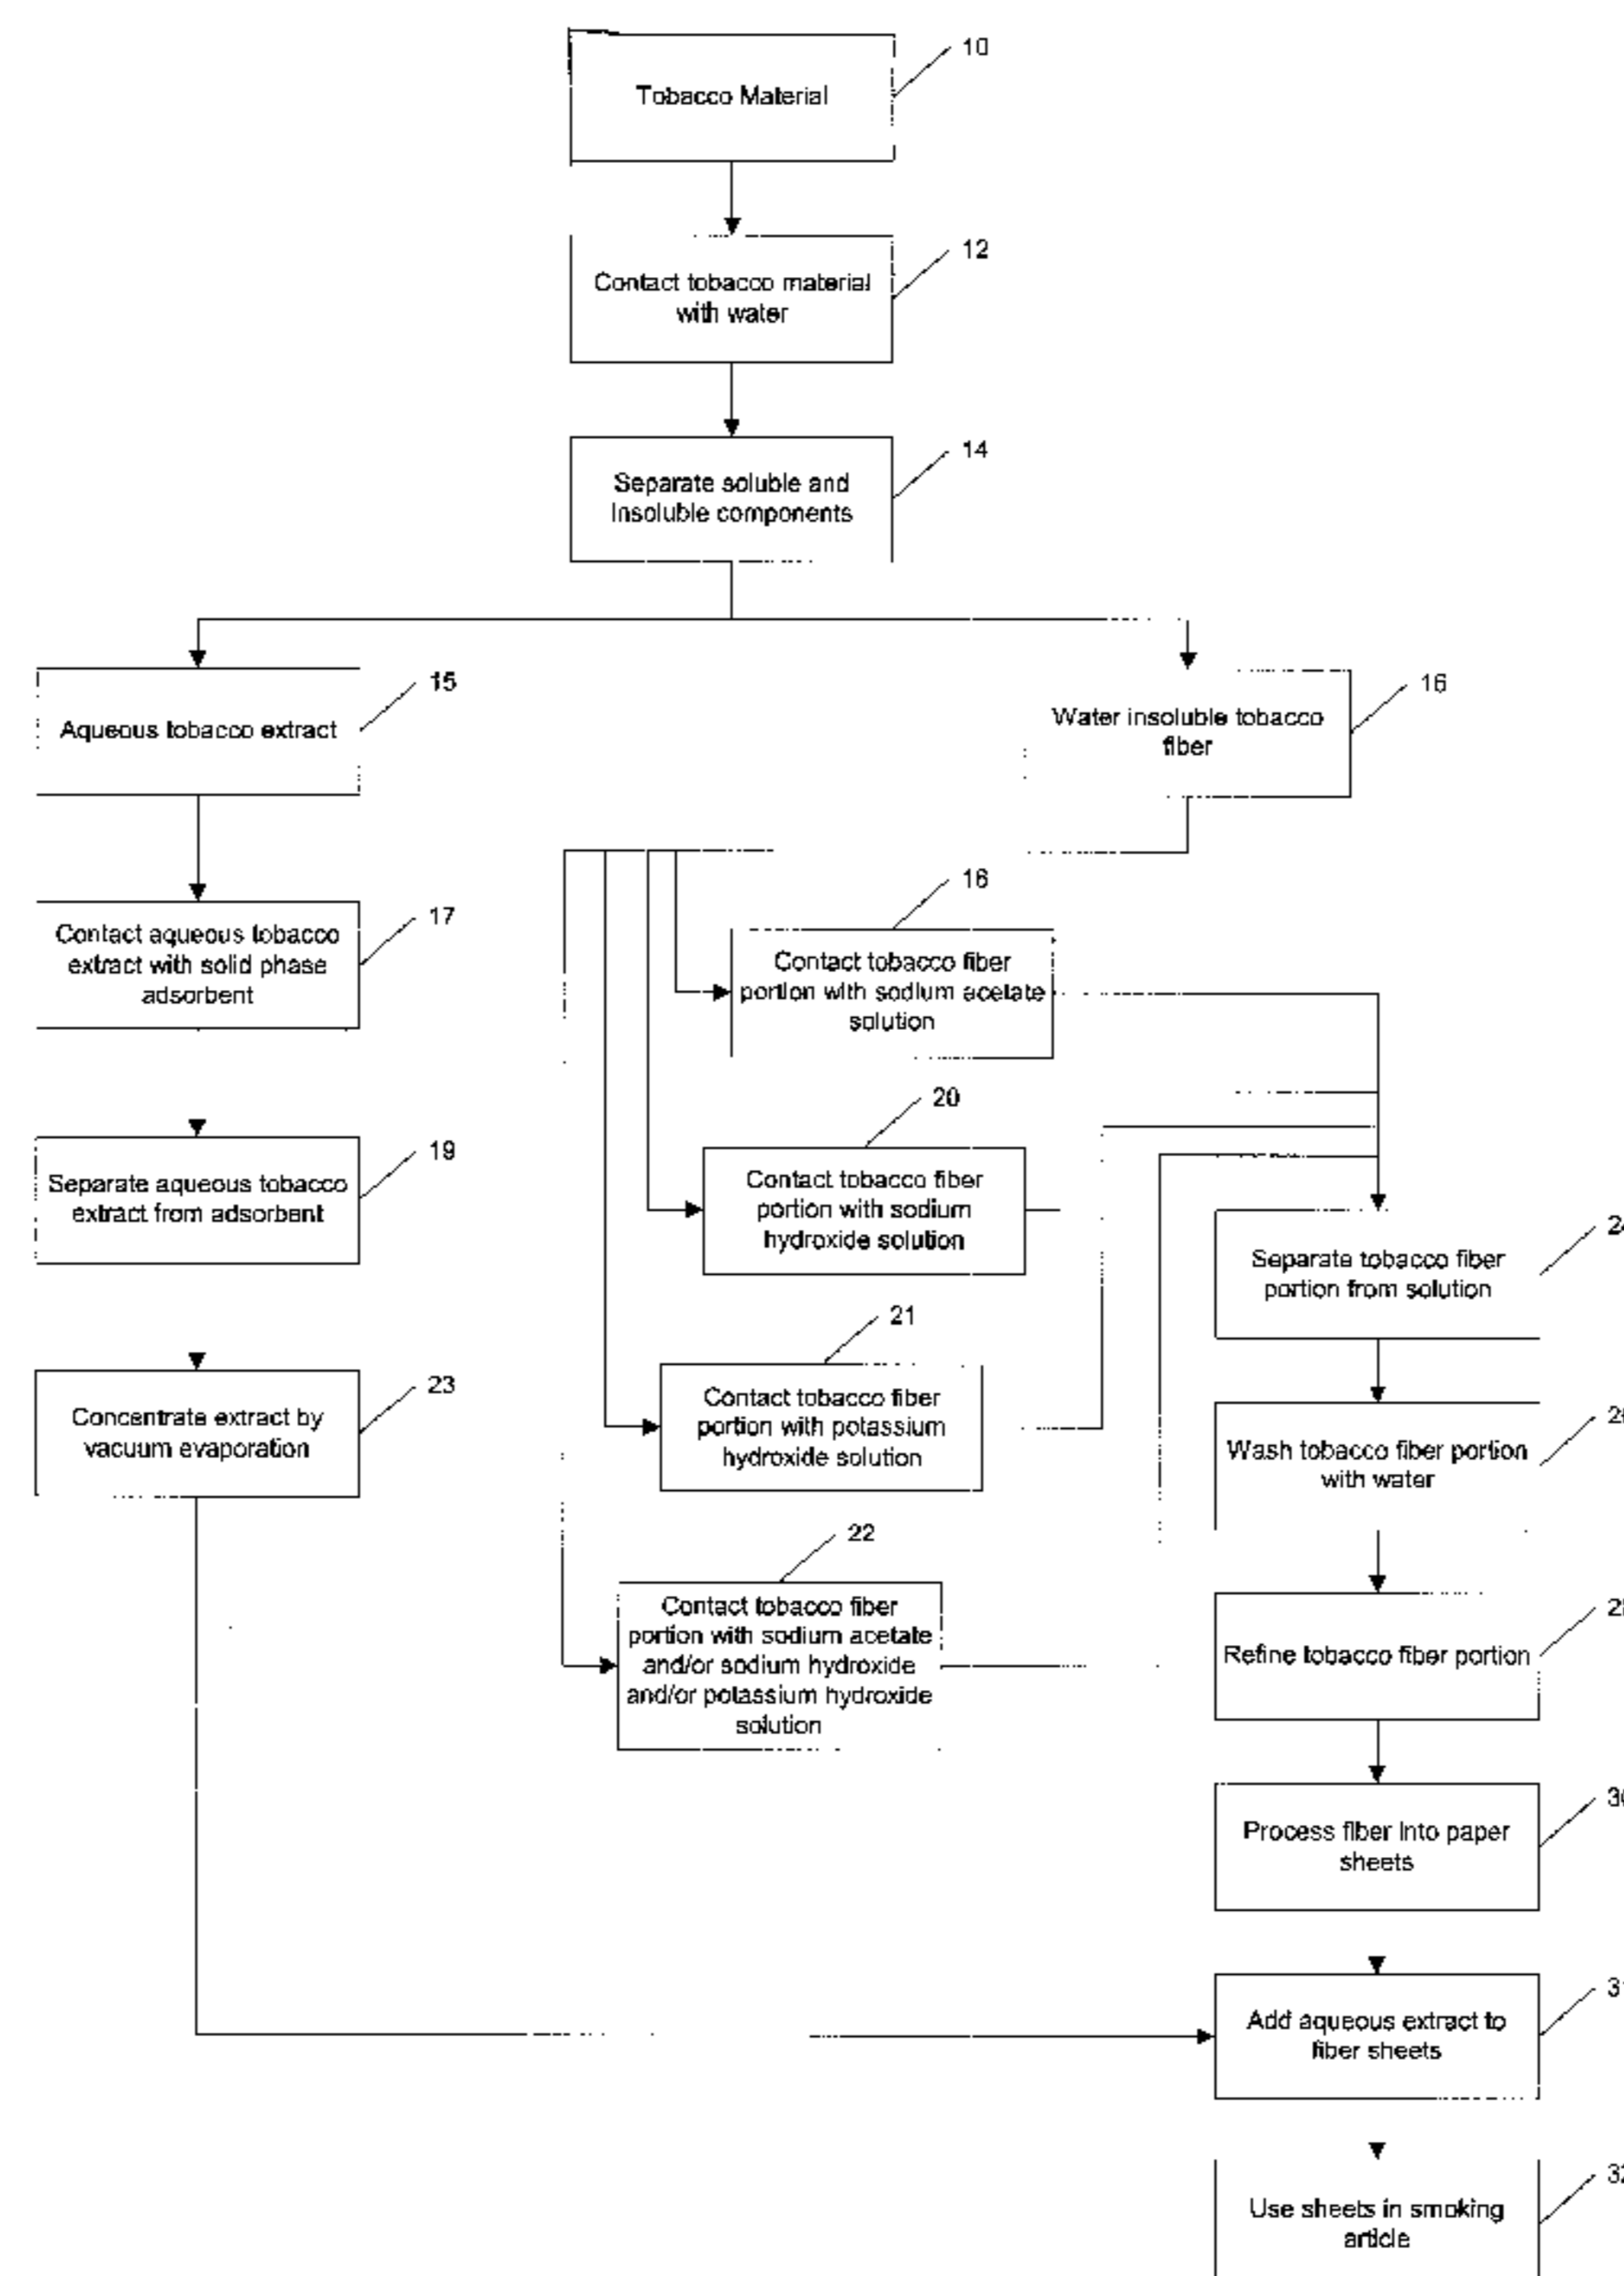 10
Tobacco Material
12
Contact tobacco material
with water
14
Separate soluble and
Insoluble components
15
Aqueous tobacco extract
16
Water insoluble tobacco
fiber
17
Contact aqueous tobacco
extract with solid phase
adsorbent
16
Contact tobacco fiber
portion with sodium acetate
solution
19
Separate aqueous tobacco
extract from adsorbent
20
Contact tobacco fiber
portion with sodium
hydroxide solution
24
Separate tobacco fiber
portion from solution
21
Contact tobacco fiber
portion with potassium
hydroxide solution
23
Concentrate extract by
vacuum evaporation
Wash tobacco fiber portion
with water
22
Contact tobacco fiber
portion with sodium acetate
and/or sodium hydroxide
and/or potassium hydroxide
solution
Refine tobacco fiber portion
30
Process fiber into paper
sheets
31
Add aqueous extract to
fiber sheets
32
Use sheets in smoking
article